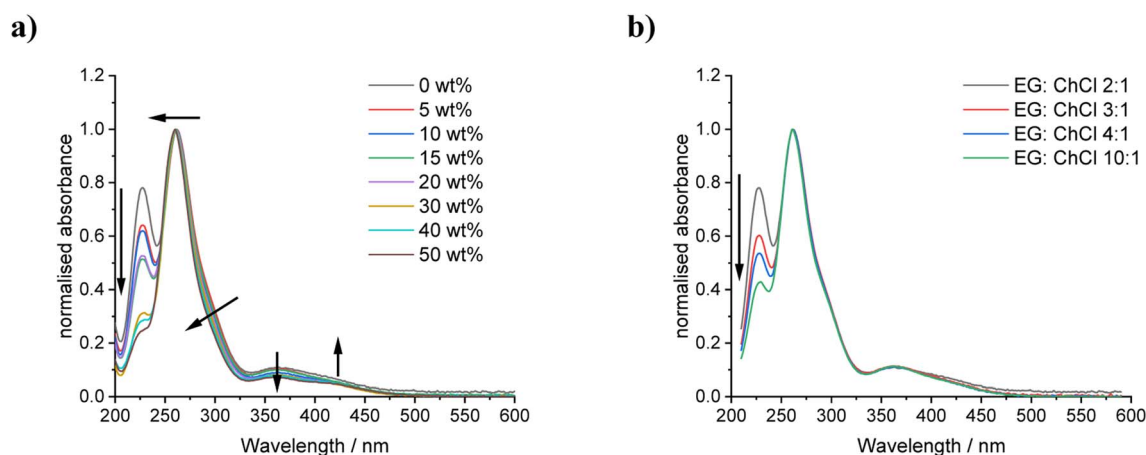 a)
1.2
1.0
0.8
0.6
0.4
0.2
0.0
normalised absorbance
200 250 300 350 400 450 500 550 600
Wavelength / nm
0 wt%
5 wt%
10 wt%
15 wt%
20 wt%
30 wt%
40 wt%
50 wt%
b)
1.2
1.0
0.8
0.6
0.4
0.2
0.0
normalised absorbance
200 250 300 350 400 450 500 550 600
Wavelength / nm
EG: ChCl 2:1
EG: ChCl 3:1
EG: ChCl 4:1
EG: ChCl 10:1